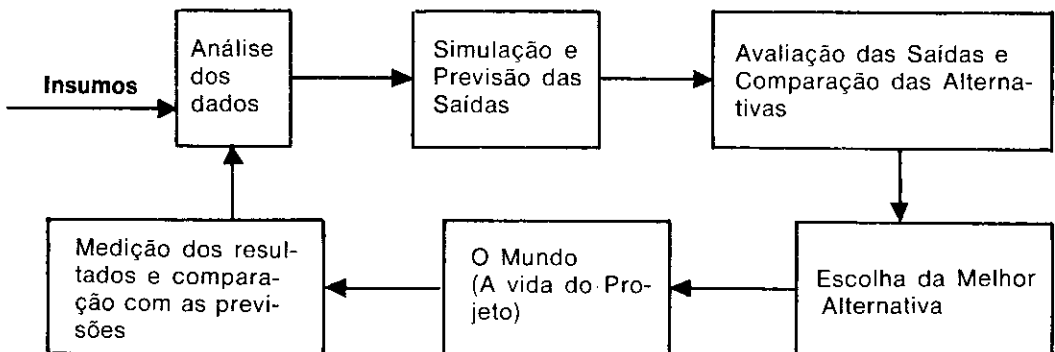 Insumos
Análise
dos
dados
Simulação e
Previsão das
Saídas
Avaliação das Saídas e
Comparação das Alterna-
tivas
Escolha da Melhor
Alternativa
O Mundo
(A vida do Pro-
jeto)
Medição dos resul-
tados e compara-
ção com as previ-
sões